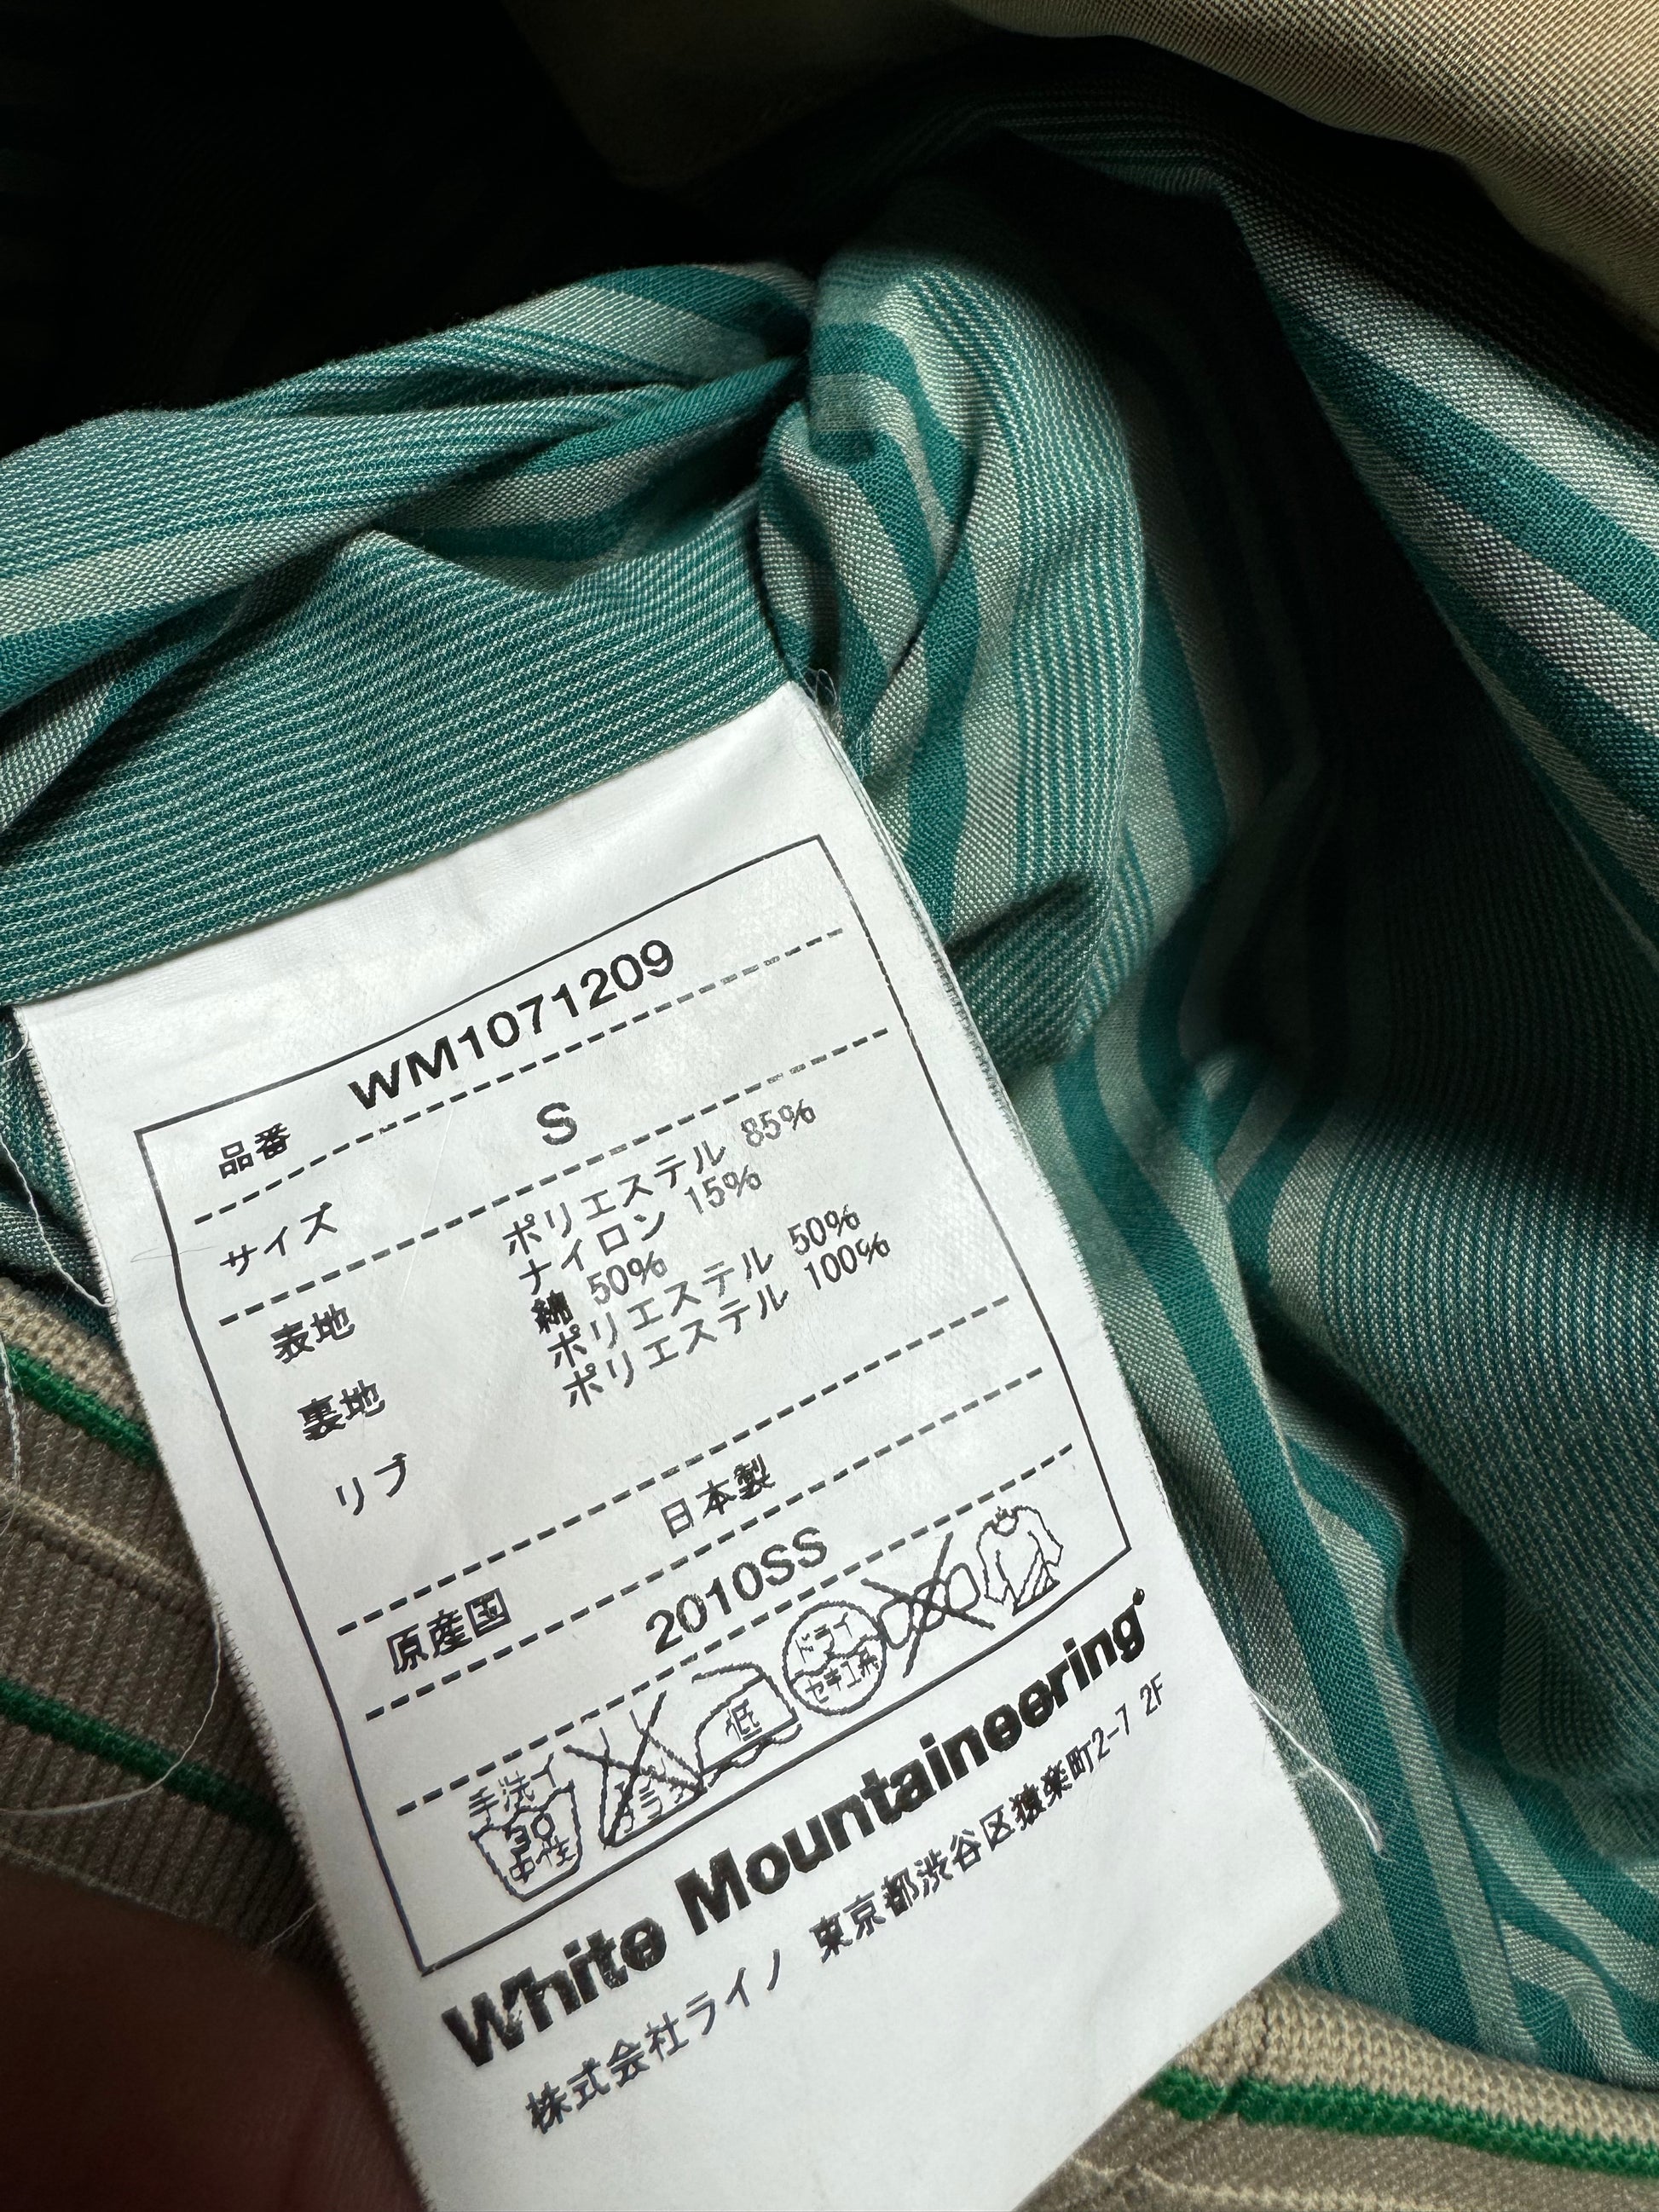 品番 WM1071209
サイズ S
表地 ポリエステル 85%
ナイロン 15%
裏地 綿 50%
ポリエステル 50%
リブ ポリエステル 100%
原産国 日本製
2010SS
手洗イ
30
中性
低
ドライ
セキユ系
White Mountaineering
株式会社ライノ 東京都渋谷区猿楽町2-7 2F